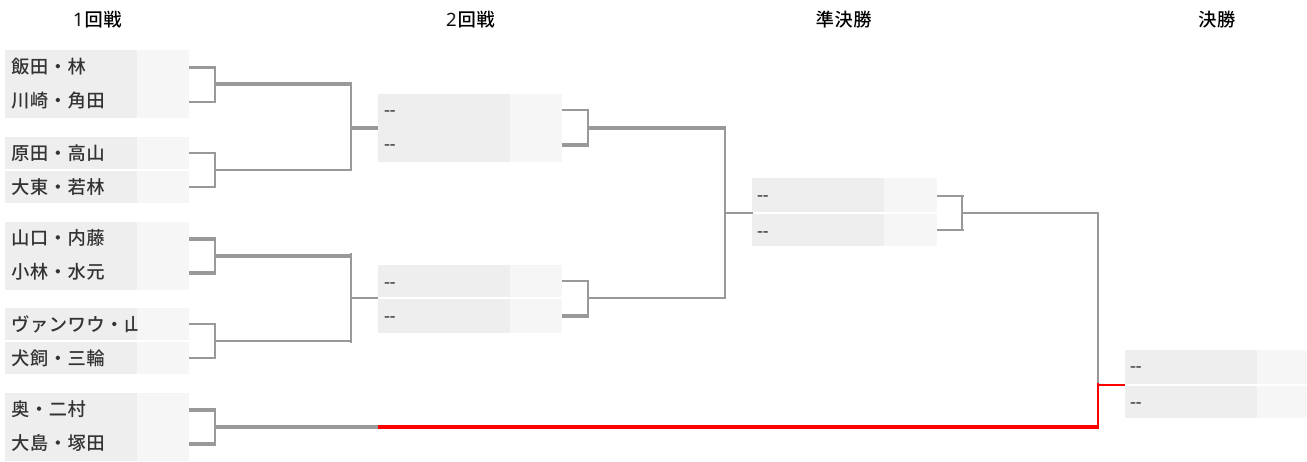 1回戦 2回戦 準決勝 決勝
飯田・林
川崎・角田
--
--
原田・高山
大東・若林
--
--
山口・内藤
小林・水元
--
--
ヴァンワウ・山
犬飼・三輪
--
--
奥・二村
大島・塚田